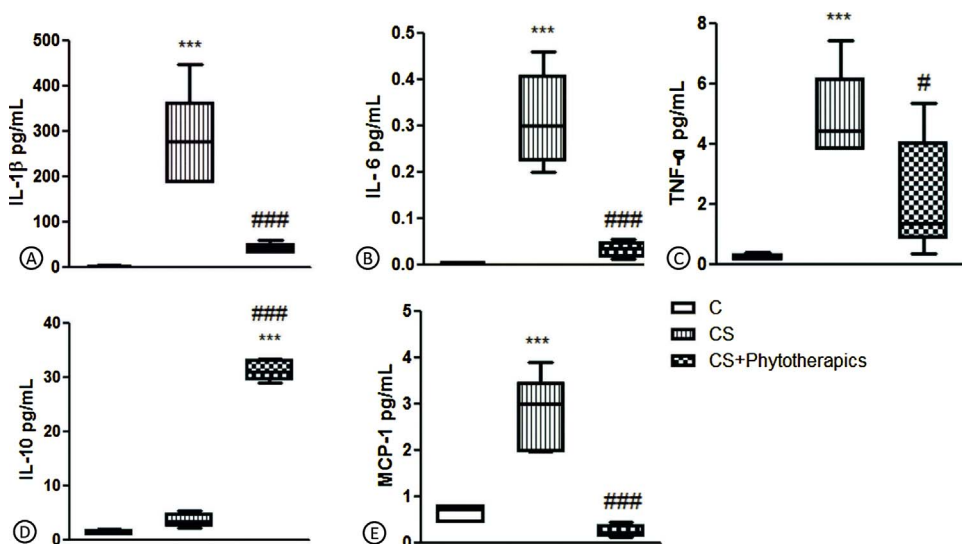 500
400
300
200
100
0
IL-1β pg/mL
***
###
A
0.5
0.4
0.3
0.2
0.1
0.0
IL- 6 pg/mL
***
###
B
8
6
4
2
0
TNF-α pg/mL
***
#
C
40
30
20
10
0
IL-10 pg/mL
###
***
D
5
4
3
2
1
0
MCP-1 pg/mL
***
###
E
C
CS
CS+Phytotherapics